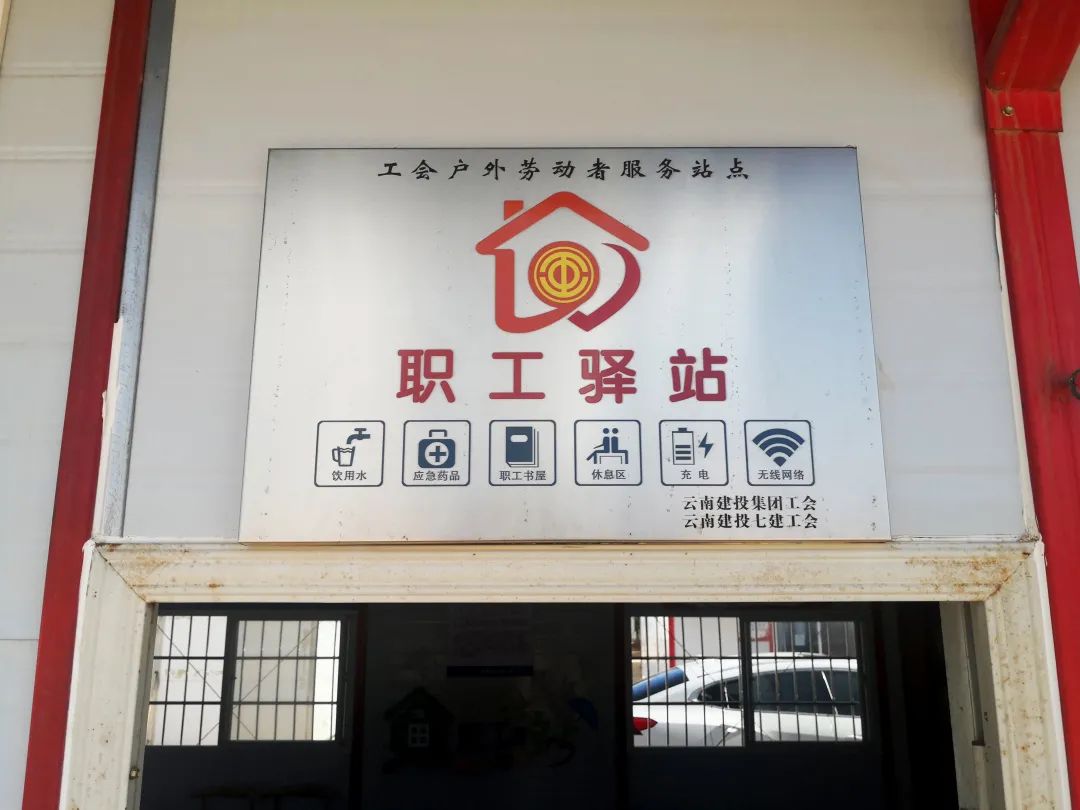 工会户外劳动者服务站点
职工驿站
饮用水 应急药品 职工书屋 休息区 充电 无线网络
云南建投集团工会
云南建投七建工会